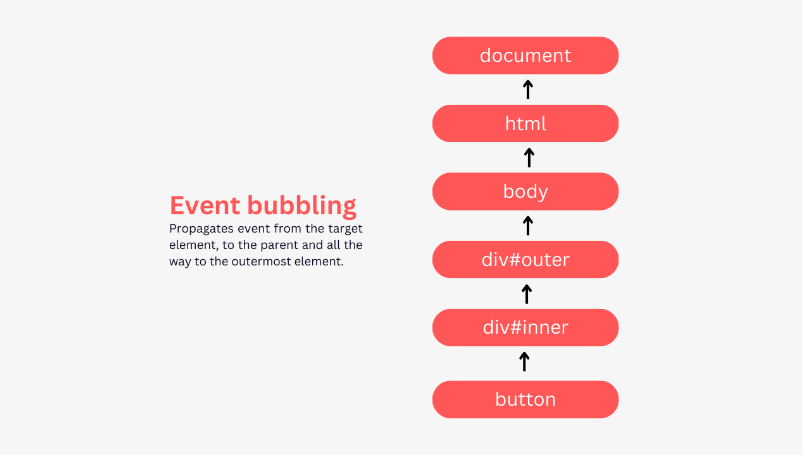 Event bubbling
Propagates event from the target
element, to the parent and all the
way to the outermost element.
document
html
body
div#outer
div#inner
button